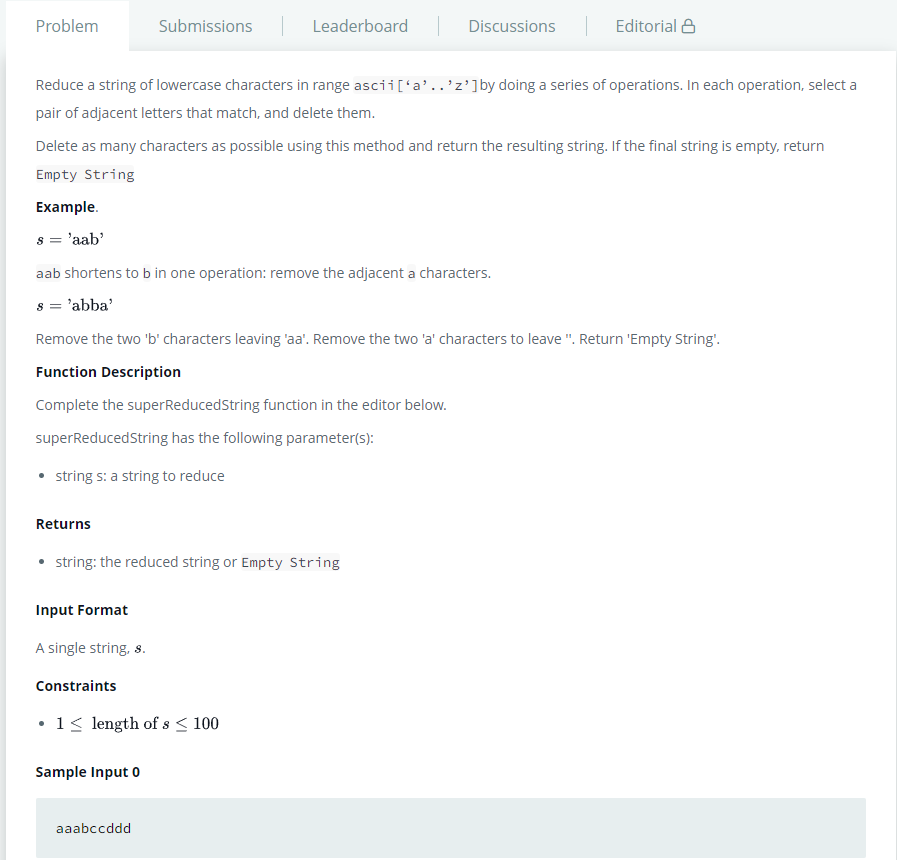 Problem Submissions Leaderboard Discussions Editorial
Reduce a string of lowercase characters in range ascii[‘a’..’z’]by doing a series of operations. In each operation, select a
pair of adjacent letters that match, and delete them.
Delete as many characters as possible using this method and return the resulting string. If the final string is empty, return
Empty String
Example.
s = ’aab’
aab shortens to b in one operation: remove the adjacent a characters.
s = ’abba’
Remove the two 'b' characters leaving 'aa'. Remove the two 'a' characters to leave ''. Return 'Empty String'.
Function Description
Complete the superReducedString function in the editor below.
superReducedString has the following parameter(s):
• string s: a string to reduce
Returns
• string: the reduced string or Empty String
Input Format
A single string, s.
Constraints
• 1 ≤ length of s ≤ 100
Sample Input 0
aaabccddd